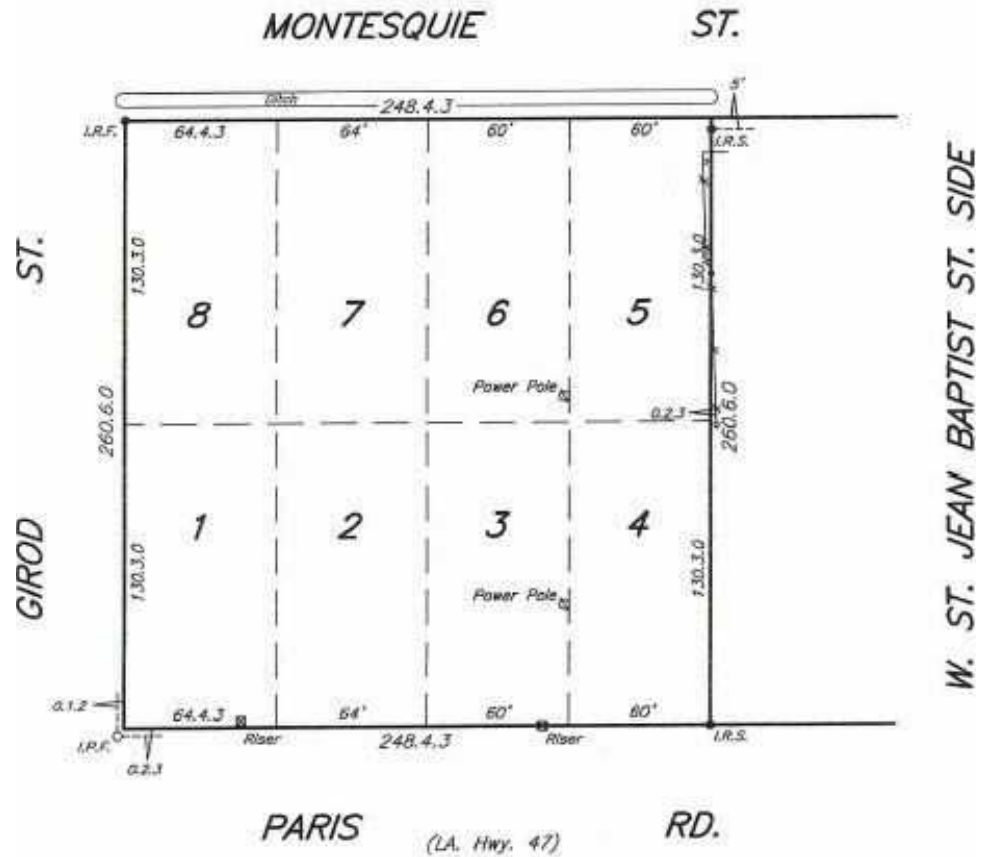 MONTESQUIE ST.
5'
Ditch
248.4.3
I.R.F. 64.4.3 64' 60' 60' I.R.S.
GIROD ST.
W. ST. JEAN BAPTIST ST. SIDE
130.3.0
130.3.0
8 7 6 5
Power Pole
0.2.3
260.6.0
260.6.0
1 2 3 4
130.3.0
130.3.0
Power Pole
0.1.2
64.4.3 64' 60' 60'
I.P.F. Riser 248.4.3 Riser I.R.S.
0.2.3
PARIS RD.
(LA. Hwy. 47)